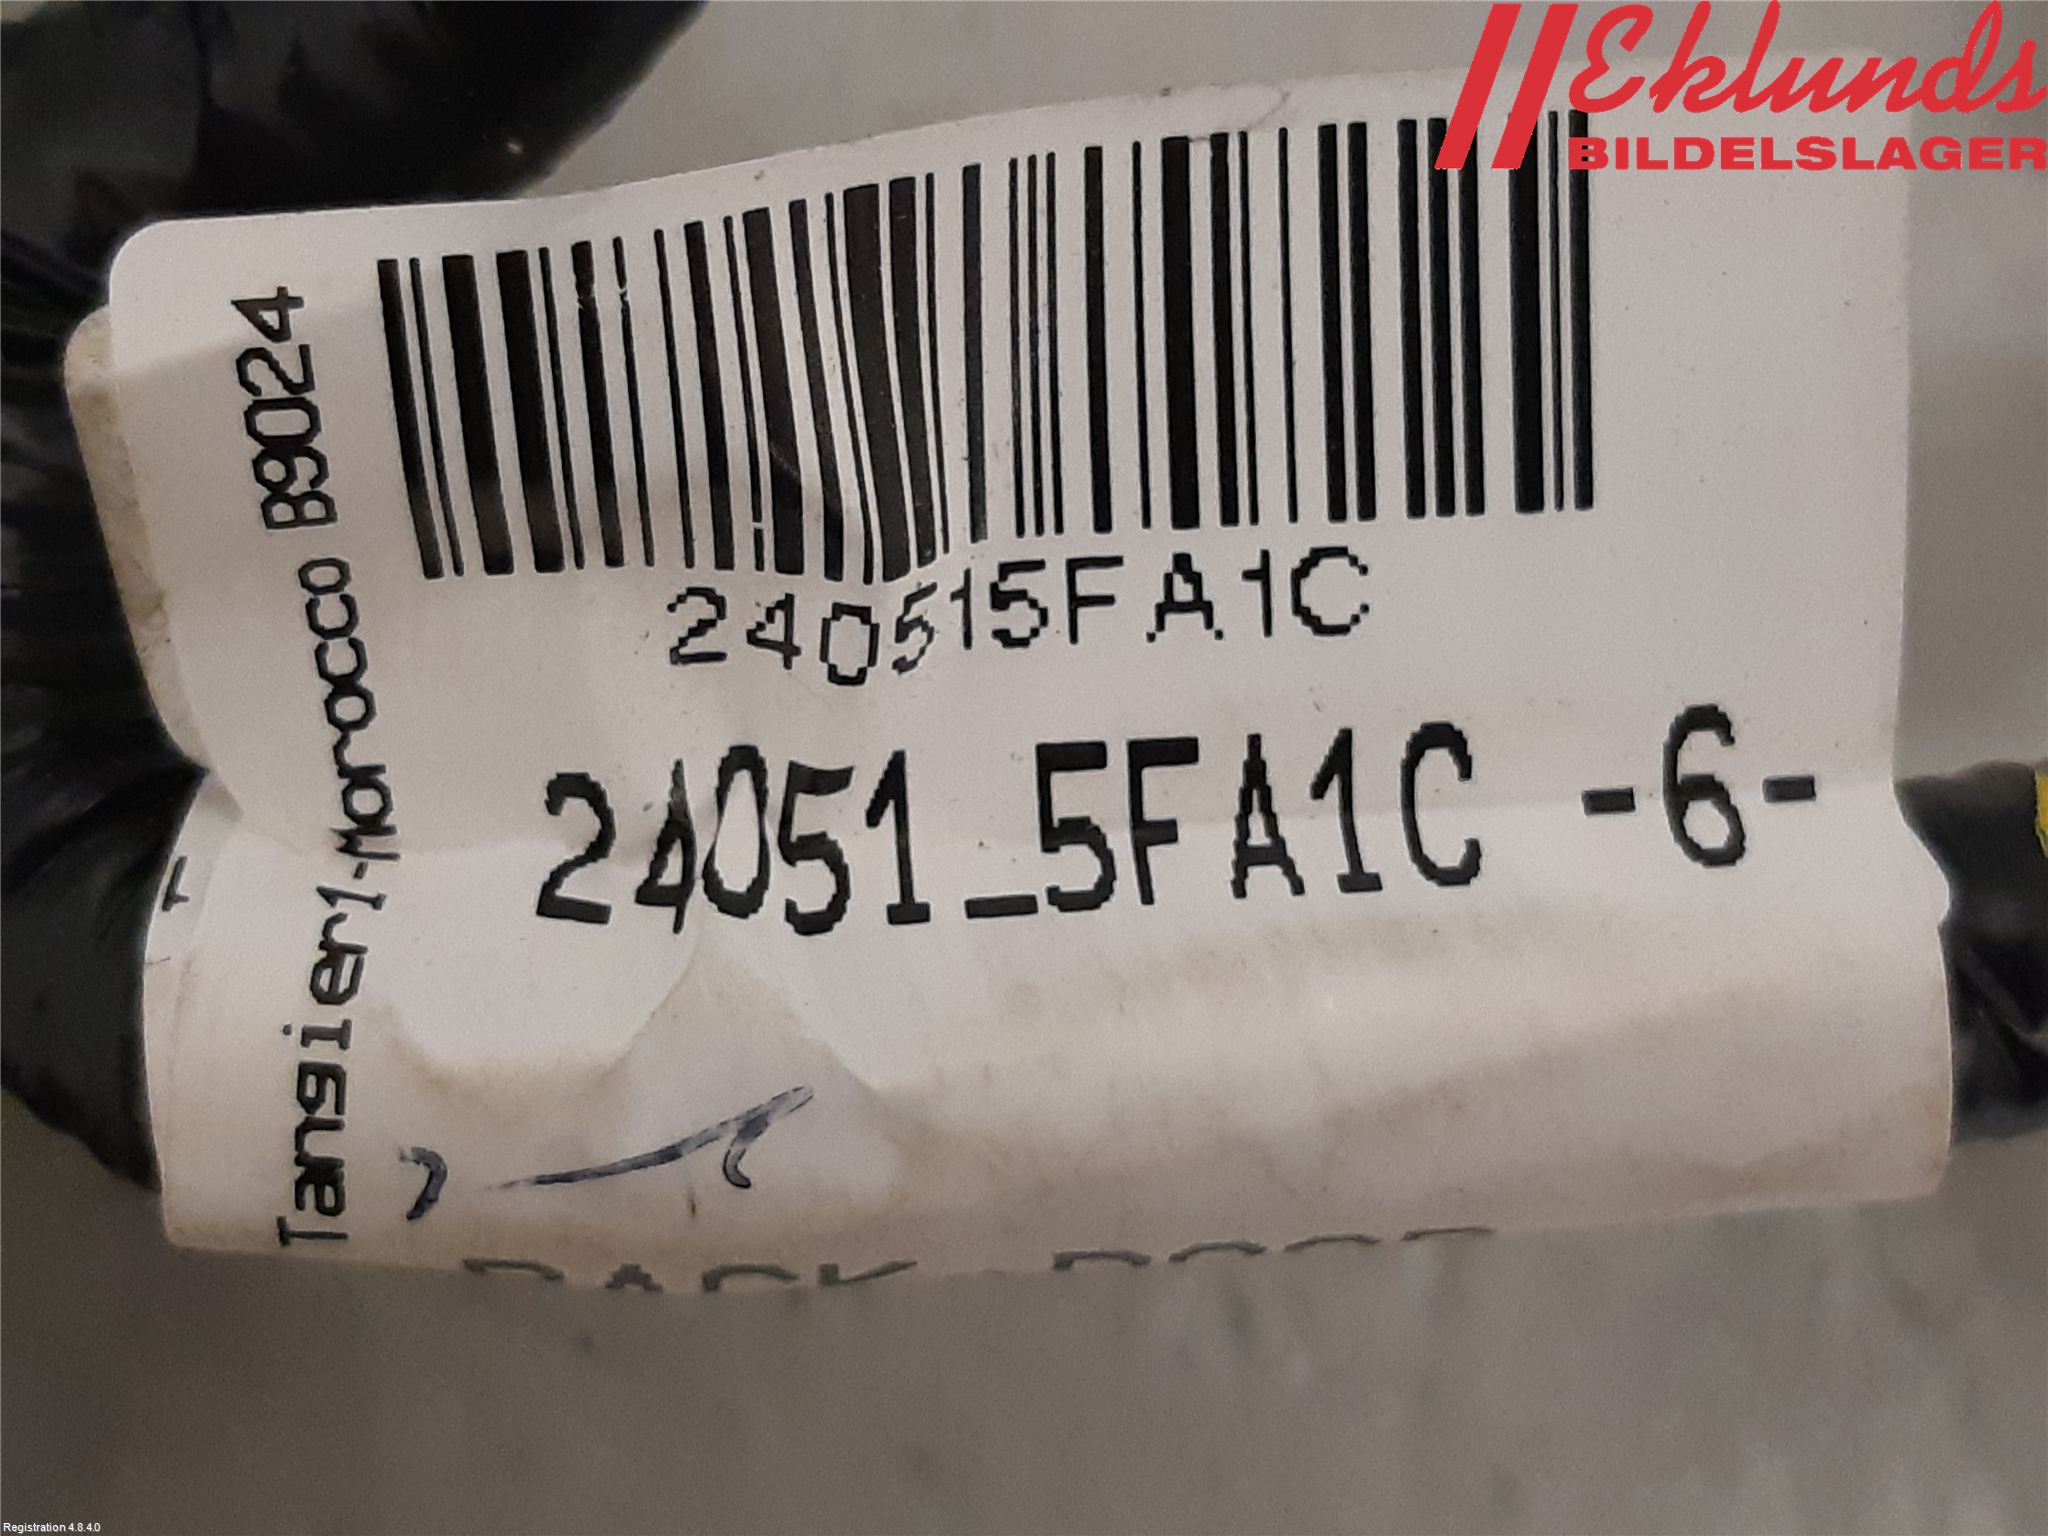 Eklunds
BILDELSLAGER
Tangier1-Morocco B9024
240515FA1C
24051_5FA1C -6-
T
Registration 4.8.4.0